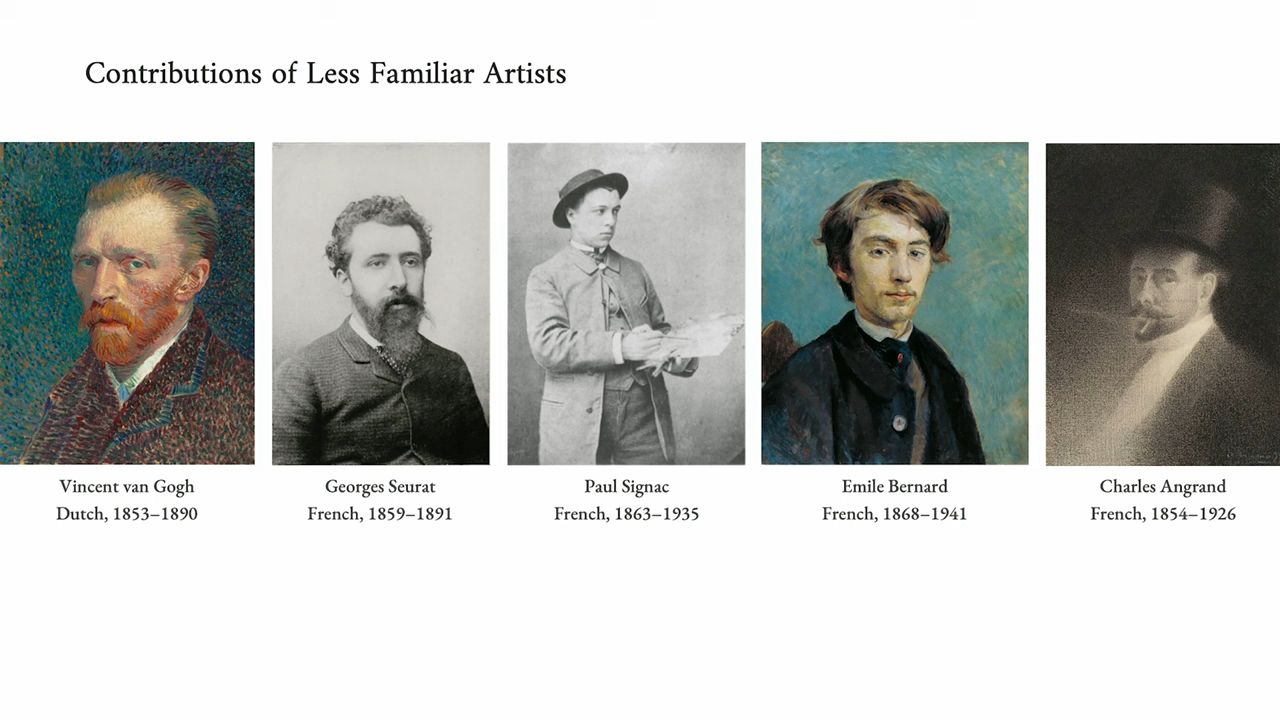 Contributions of Less Familiar Artists
Vincent van Gogh
Dutch, 1853–1890
Georges Seurat
French, 1859–1891
Paul Signac
French, 1863–1935
Emile Bernard
French, 1868–1941
Charles Angrand
French, 1854–1926